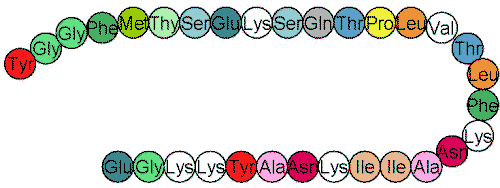 Tyr Gly Gly Phe Met Thy Ser Glu Lys Ser Gln Thr Pro Leu Val
Thr
Leu
Phe
Lys
Asn
Glu Gly Lys Lys Tyr Ala Asn Lys Ile Ile Ala